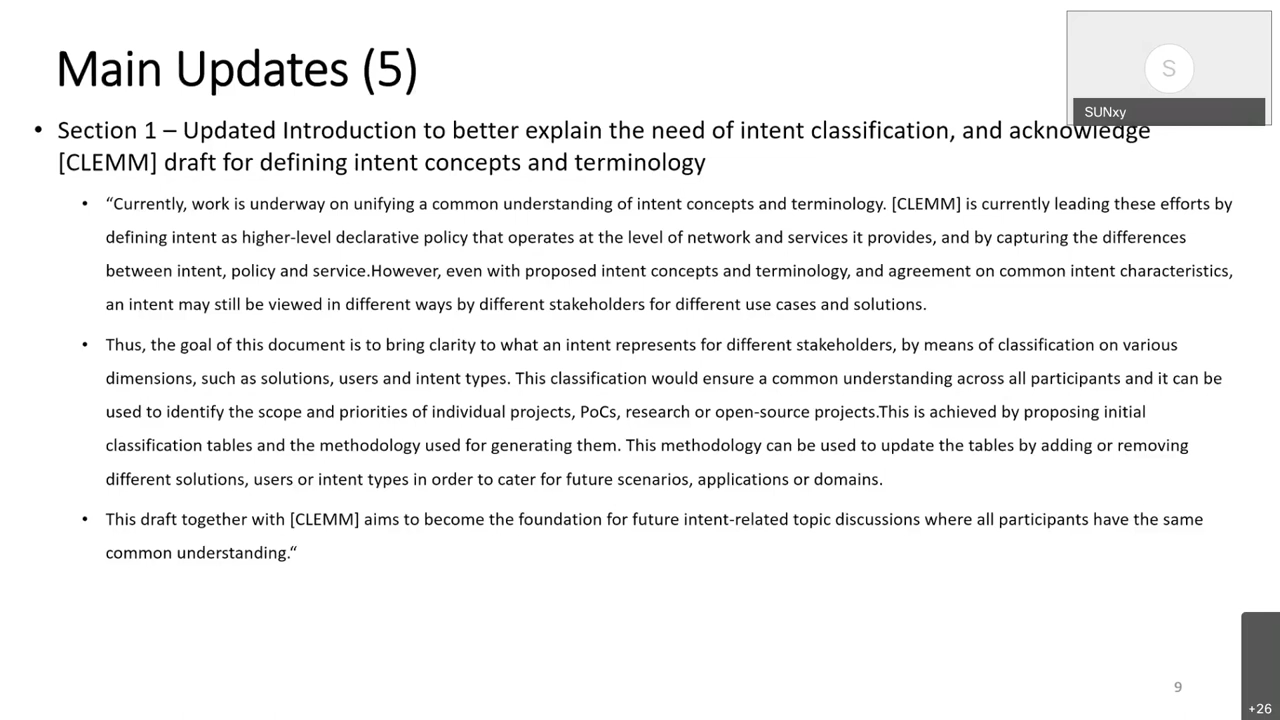 Main Updates (5)
S
SUNxy
• Section 1 – Updated Introduction to better explain the need of intent classification, and acknowledge
[CLEMM] draft for defining intent concepts and terminology
• “Currently, work is underway on unifying a common understanding of intent concepts and terminology. [CLEMM] is currently leading these efforts by
defining intent as higher-level declarative policy that operates at the level of network and services it provides, and by capturing the differences
between intent, policy and service.However, even with proposed intent concepts and terminology, and agreement on common intent characteristics,
an intent may still be viewed in different ways by different stakeholders for different use cases and solutions.
• Thus, the goal of this document is to bring clarity to what an intent represents for different stakeholders, by means of classification on various
dimensions, such as solutions, users and intent types. This classification would ensure a common understanding across all participants and it can be
used to identify the scope and priorities of individual projects, PoCs, research or open-source projects.This is achieved by proposing initial
classification tables and the methodology used for generating them. This methodology can be used to update the tables by adding or removing
different solutions, users or intent types in order to cater for future scenarios, applications or domains.
• This draft together with [CLEMM] aims to become the foundation for future intent-related topic discussions where all participants have the same
common understanding.“
9
+26